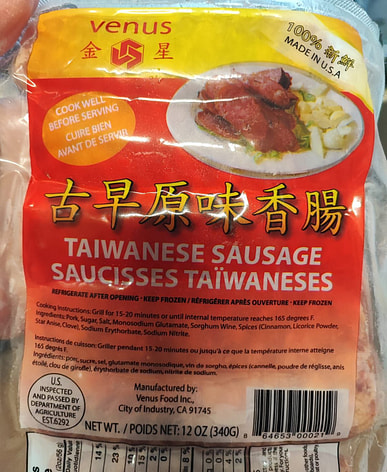 venus
金 星
100% 新鮮
MADE IN U.S.A
COOK WELL
BEFORE SERVING
CUIRE BIEN
AVANT DE SERVIR
古早原味香腸
TAIWANESE SAUSAGE
SAUCISSES TAÏWANESES
REFRIGERATE AFTER OPENING · KEEP FROZEN / RÉFRIGÉRER APRÈS OUVERTURE · KEEP FROZEN
Cooking Instructions: Grill for 15-20 minutes or until internal temperature reaches 165 degrees F.
Ingredients: Pork, Sugar, Salt, Monosodium Glutamate, Sorghum Wine, Spices (Cinnamon, Licorice Powder,
Star Anise, Clove), Sodium Erythorbate, Sodium Nitrite.
Instructions de cuisson: Griller pendant 15-20 minutes ou jusqu'à ce que la température interne atteigne
165 degrés F.
Ingrédients: porc, sucre, sel, glutamate monosodique, vin de sorgho, épices (cannelle, poudre de réglisse, anis
étoilé, clou de girofle), érythorbate de sodium, nitrite de sodium.
U.S.
INSPECTED
AND PASSED BY
DEPARTMENT OF
AGRICULTURE
EST.6292
Manufactured by:
Venus Food Inc.,
City of Industry, CA 91745
NET WT. / POIDS NET: 12 OZ (340G)
8 64653 00021 8